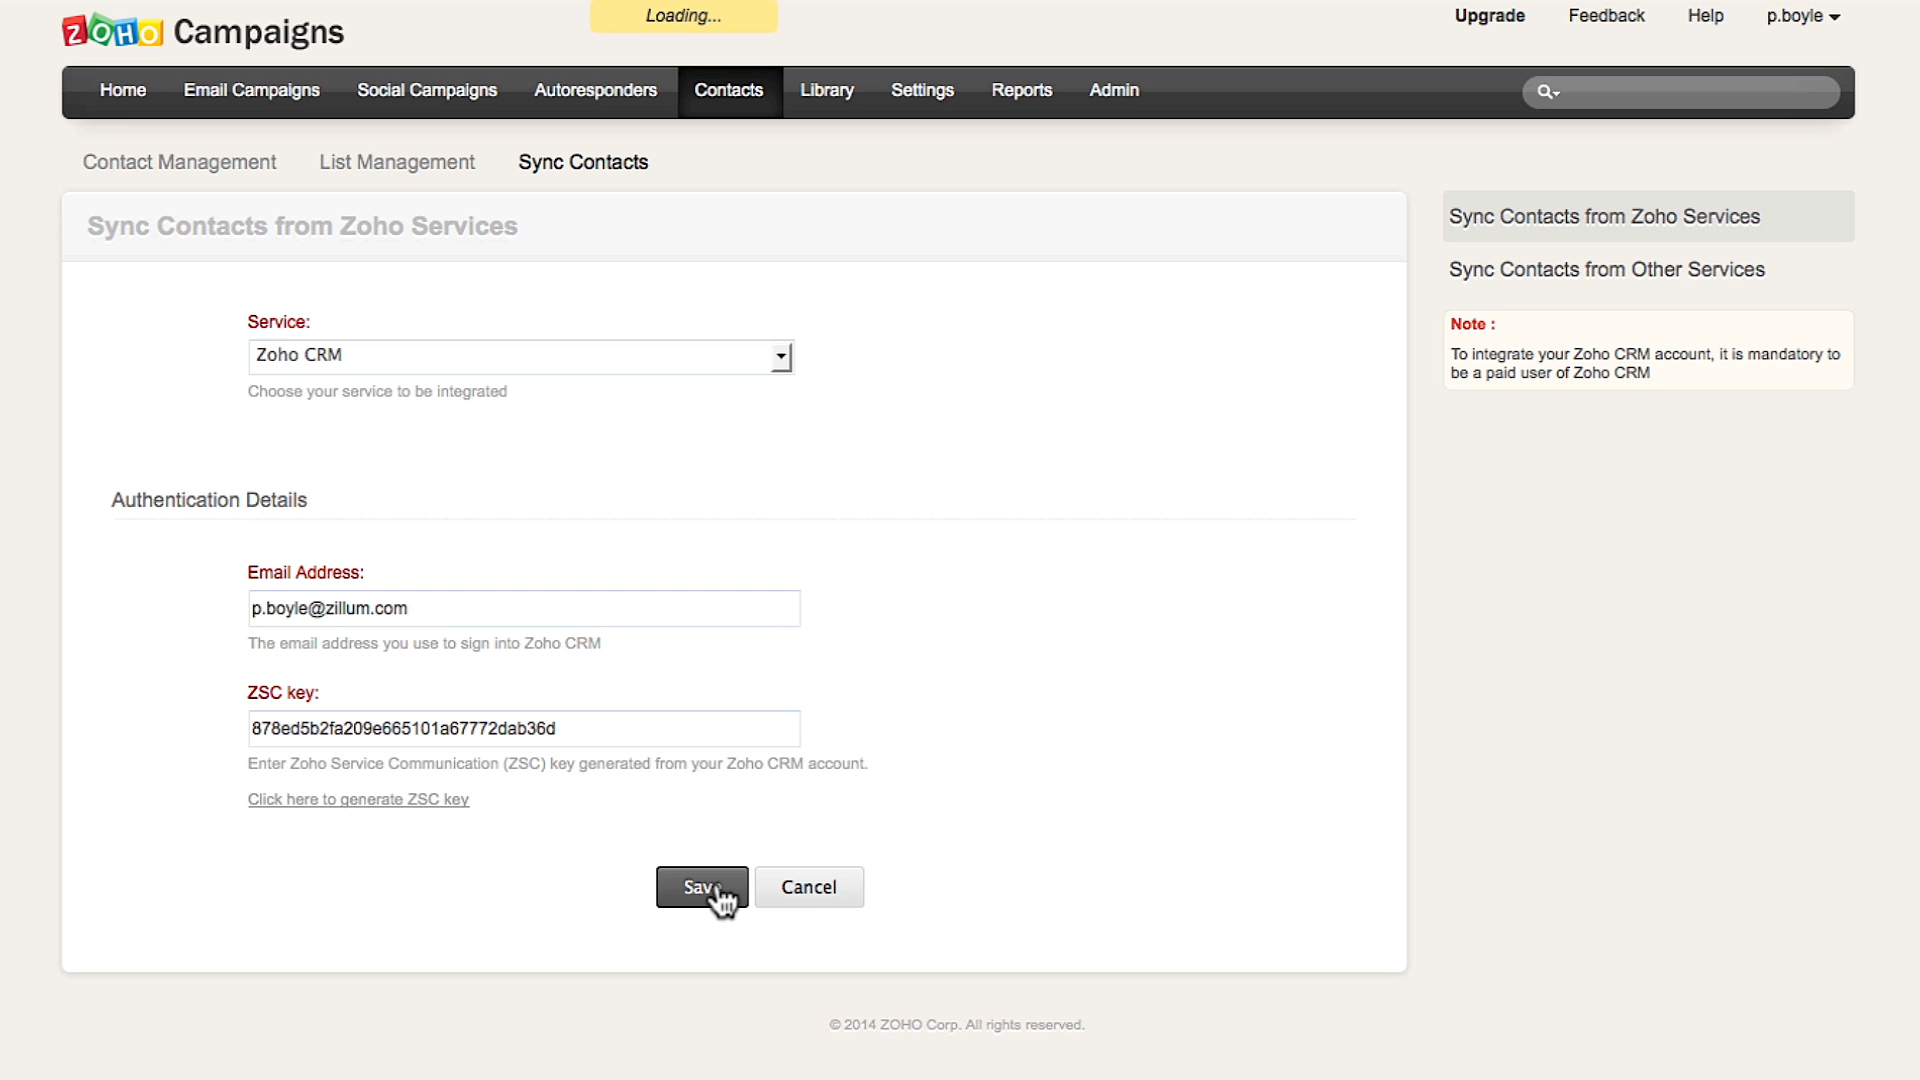 ZOHO Campaigns
Loading...
Upgrade Feedback Help p.boyle
Home Email Campaigns Social Campaigns Autoresponders Contacts Library Settings Reports Admin
Contact Management List Management Sync Contacts
Sync Contacts from Zoho Services
Service:
Zoho CRM
Choose your service to be integrated
Authentication Details
Email Address:
p.boyle@zillum.com
The email address you use to sign into Zoho CRM
ZSC key:
878ed5b2fa209e665101a67772dab36d
Enter Zoho Service Communication (ZSC) key generated from your Zoho CRM account.
Click here to generate ZSC key
Save Cancel
Sync Contacts from Zoho Services
Sync Contacts from Other Services
Note :
To integrate your Zoho CRM account, it is mandatory to
be a paid user of Zoho CRM
© 2014 ZOHO Corp. All rights reserved.